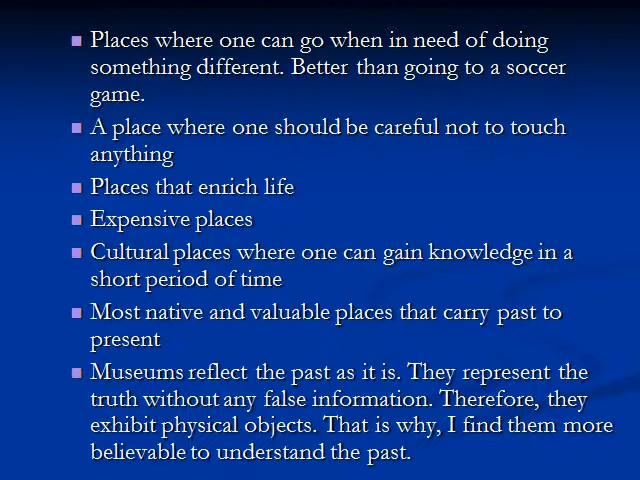 Places where one can go when in need of doing
something different. Better than going to a soccer
game.
A place where one should be careful not to touch
anything
Places that enrich life
Expensive places
Cultural places where one can gain knowledge in a
short period of time
Most native and valuable places that carry past to
present
Museums reflect the past as it is. They represent the
truth without any false information. Therefore, they
exhibit physical objects. That is why, I find them more
believable to understand the past.